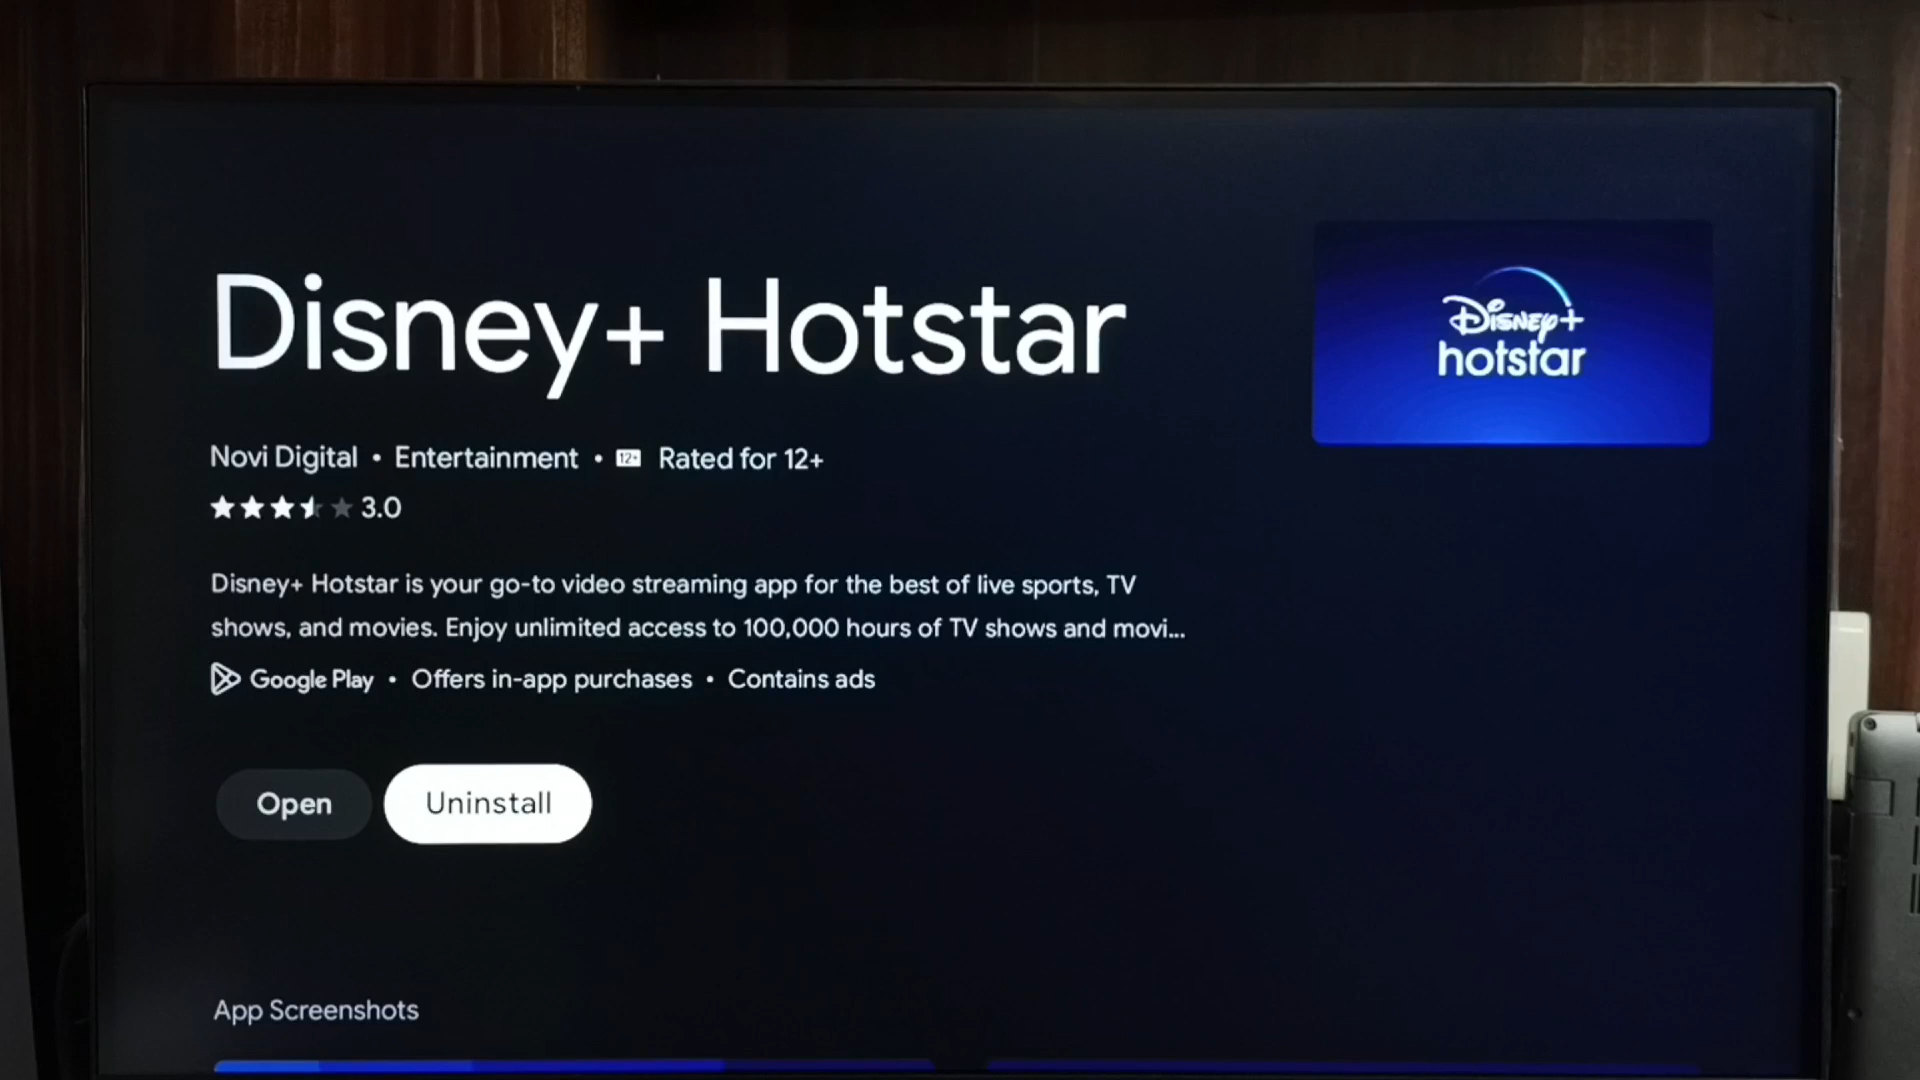 Disney+ Hotstar
Disney+
hotstar
Novi Digital • Entertainment • 12+ Rated for 12+
3.0
Disney+ Hotstar is your go-to video streaming app for the best of live sports, TV
shows, and movies. Enjoy unlimited access to 100,000 hours of TV shows and movi...
Google Play • Offers in-app purchases • Contains ads
Open
Uninstall
App Screenshots